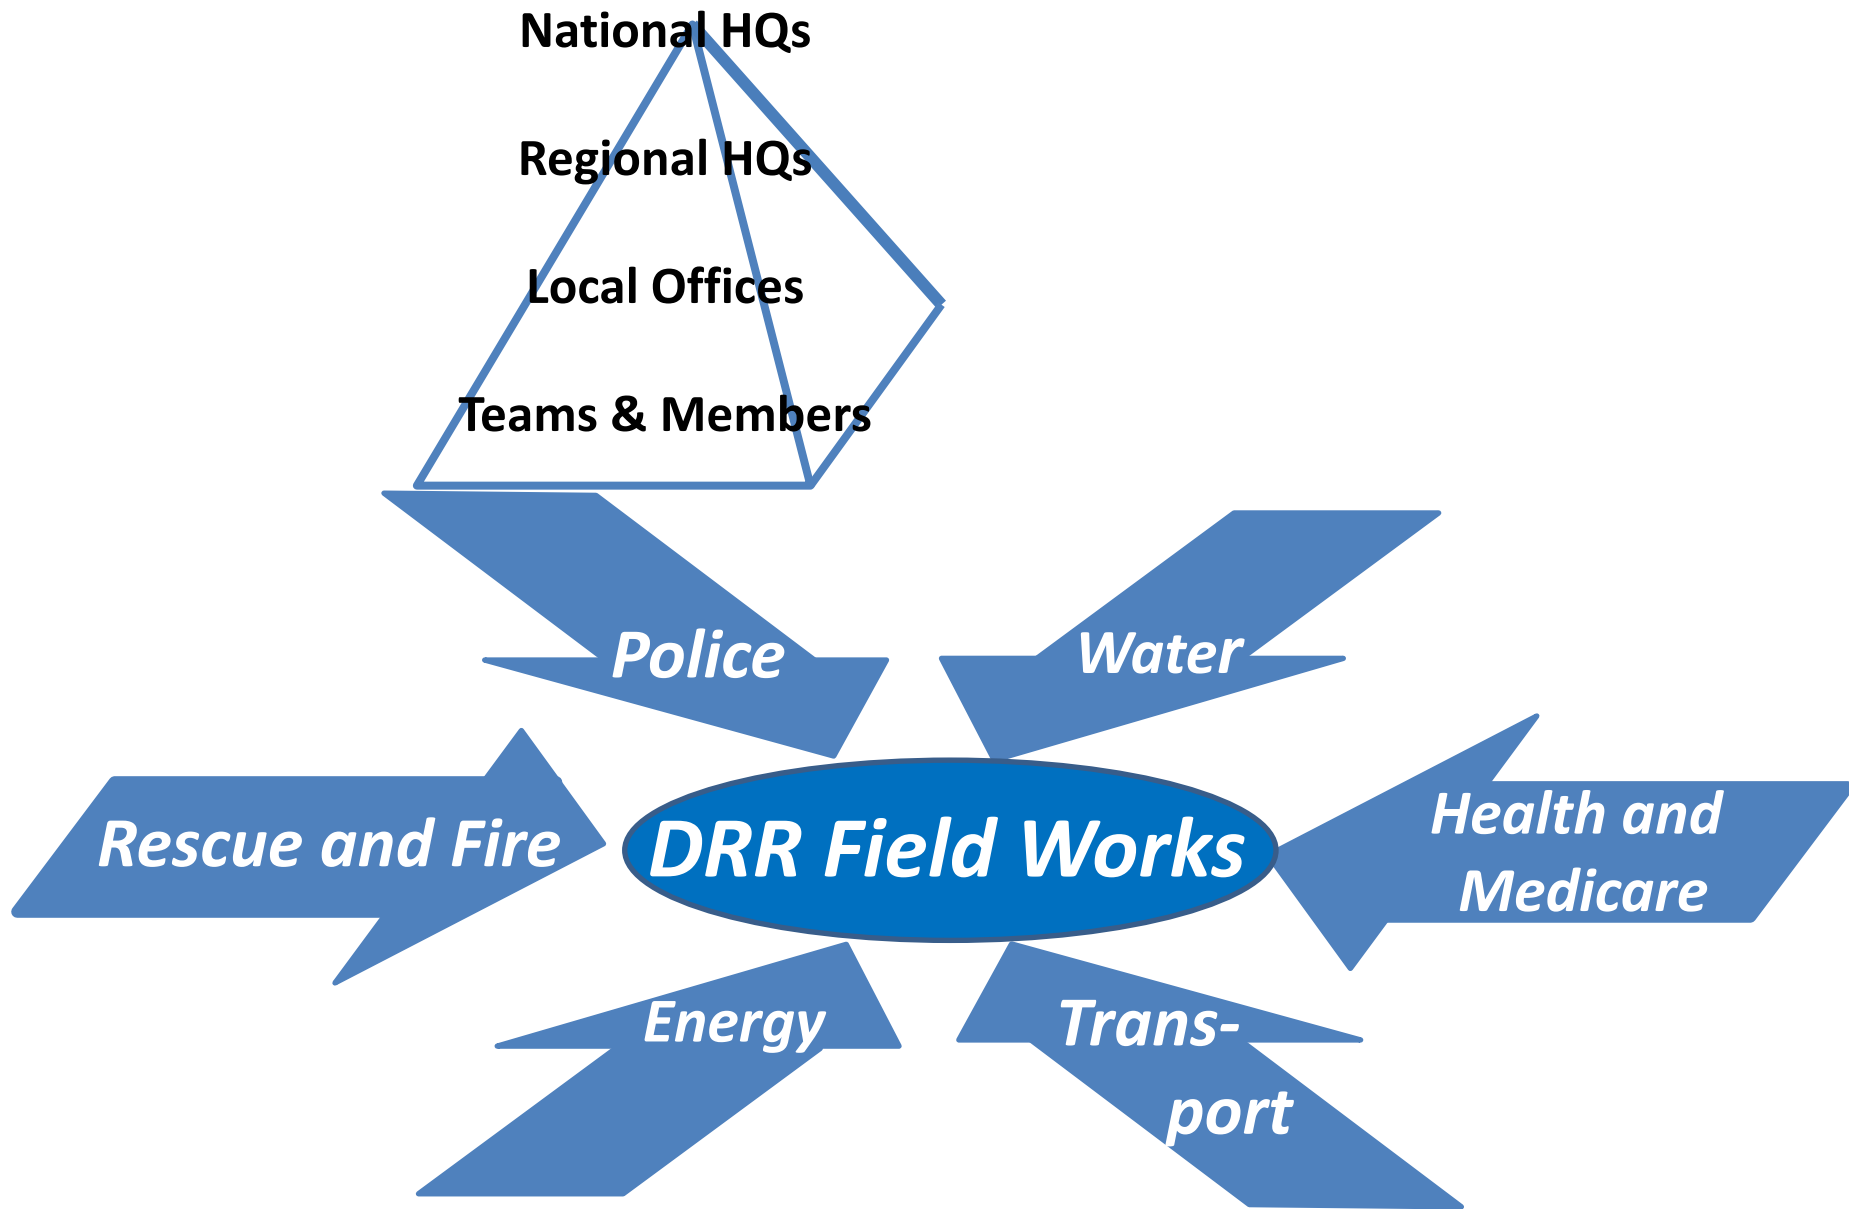 National HQs
Regional HQs
Local Offices
Teams & Members
Police
Water
Rescue and Fire
DRR Field Works
Health and
Medicare
Energy
Trans-
port